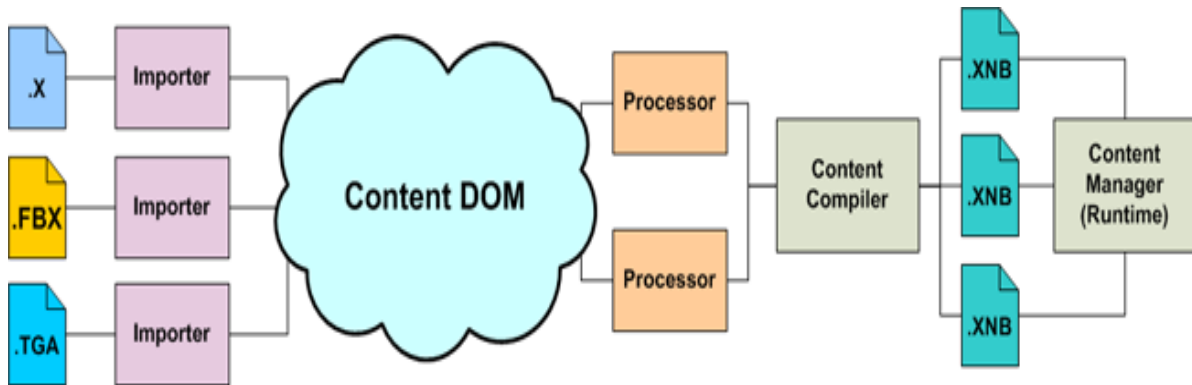 .X
Importer
.FBX
Importer
.TGA
Importer
Content DOM
Processor
Processor
Content
Compiler
.XNB
.XNB
.XNB
Content
Manager
(Runtime)